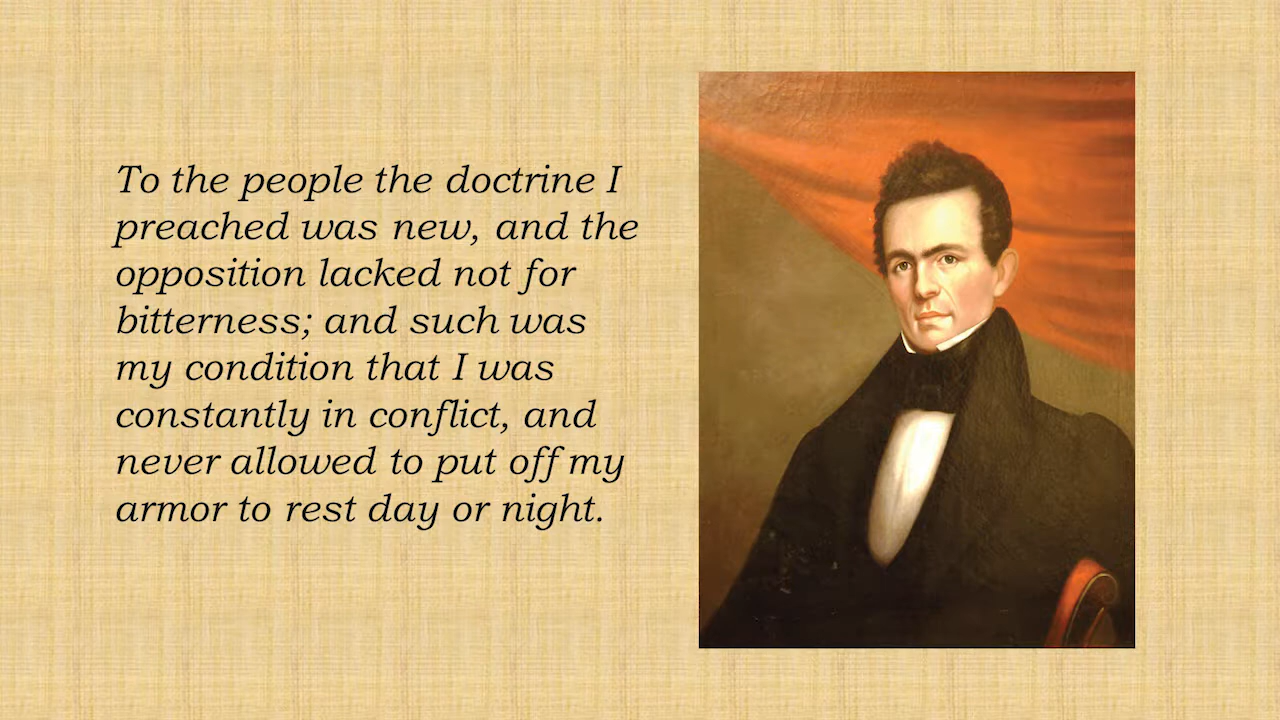 To the people the doctrine I
preached was new, and the
opposition lacked not for
bitterness; and such was
my condition that I was
constantly in conflict, and
never allowed to put off my
armor to rest day or night.